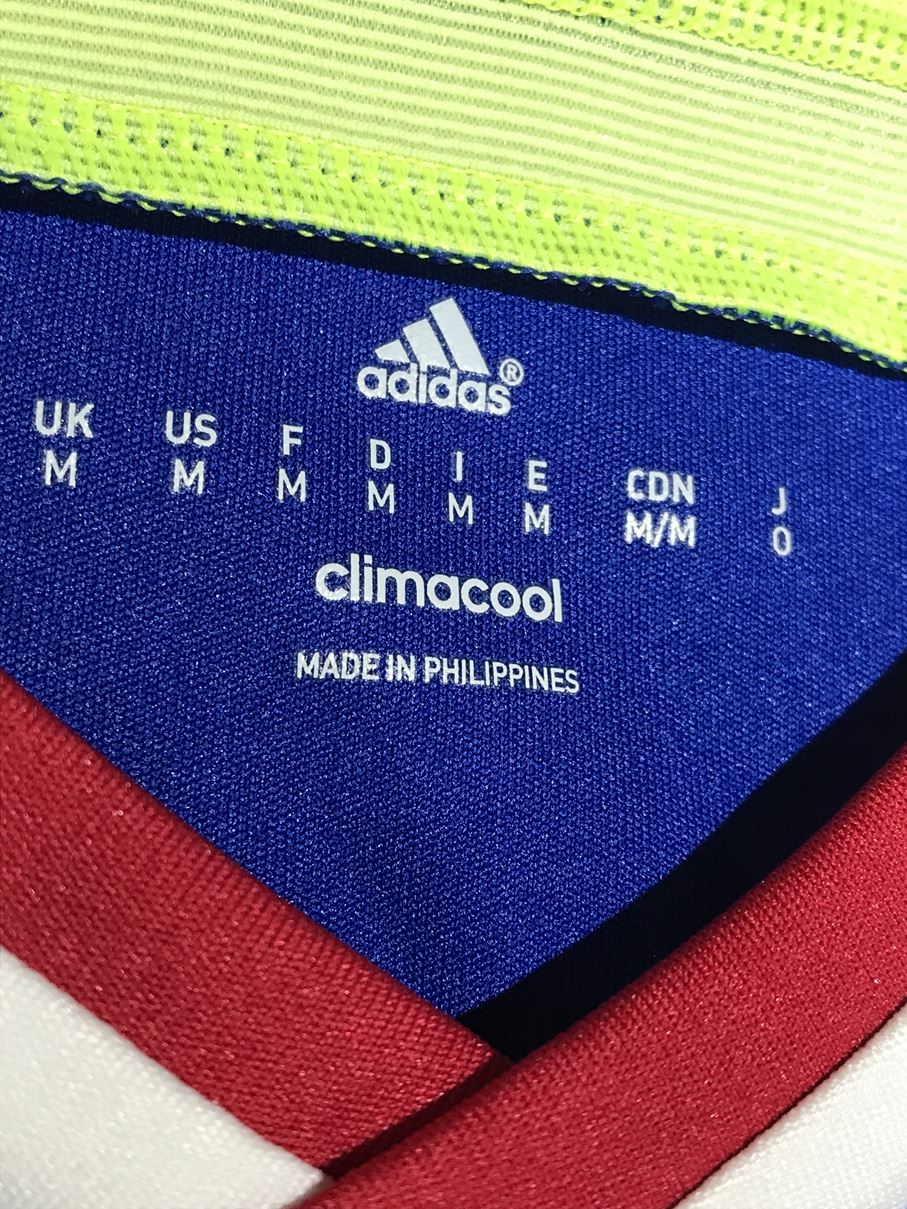 adidas®
UK US F D I E CDN J
M M M M M M M/M O
climacool
MADE IN PHILIPPINES